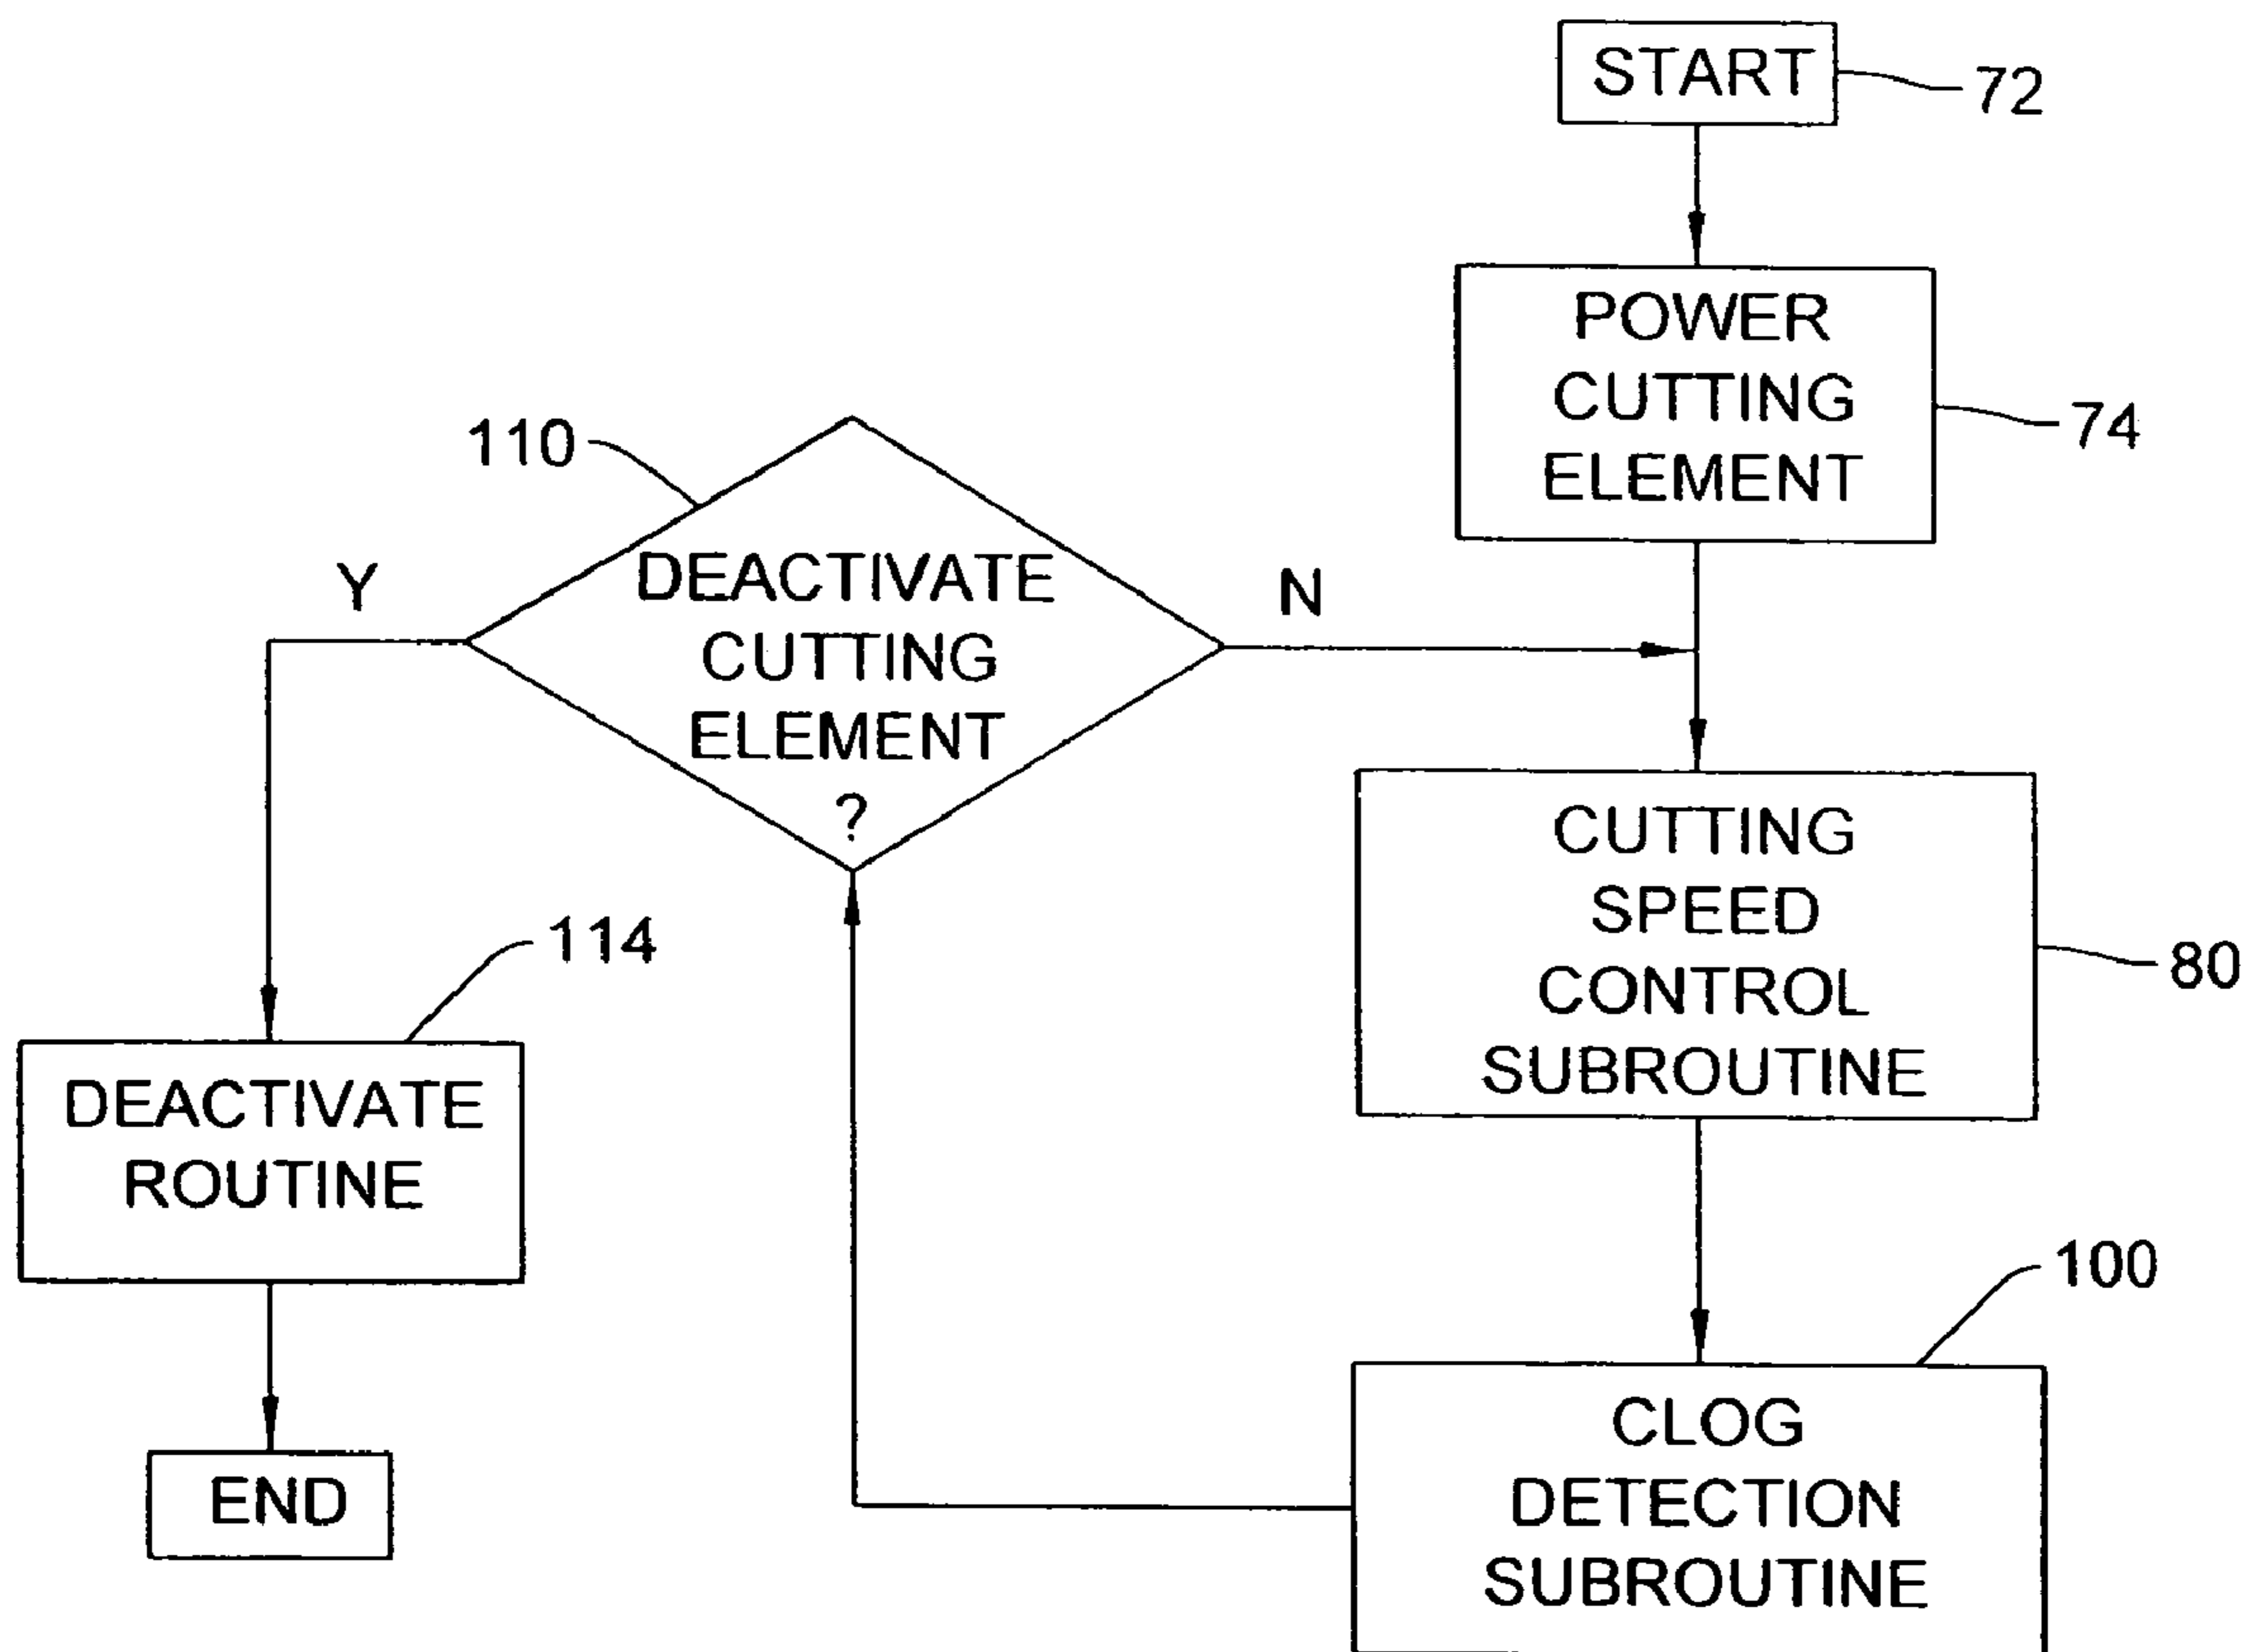 START
72
POWER
CUTTING
ELEMENT
74
110
DEACTIVATE
CUTTING
ELEMENT
?
Y
N
CUTTING
SPEED
CONTROL
SUBROUTINE
80
114
DEACTIVATE
ROUTINE
100
CLOG
DETECTION
SUBROUTINE
END